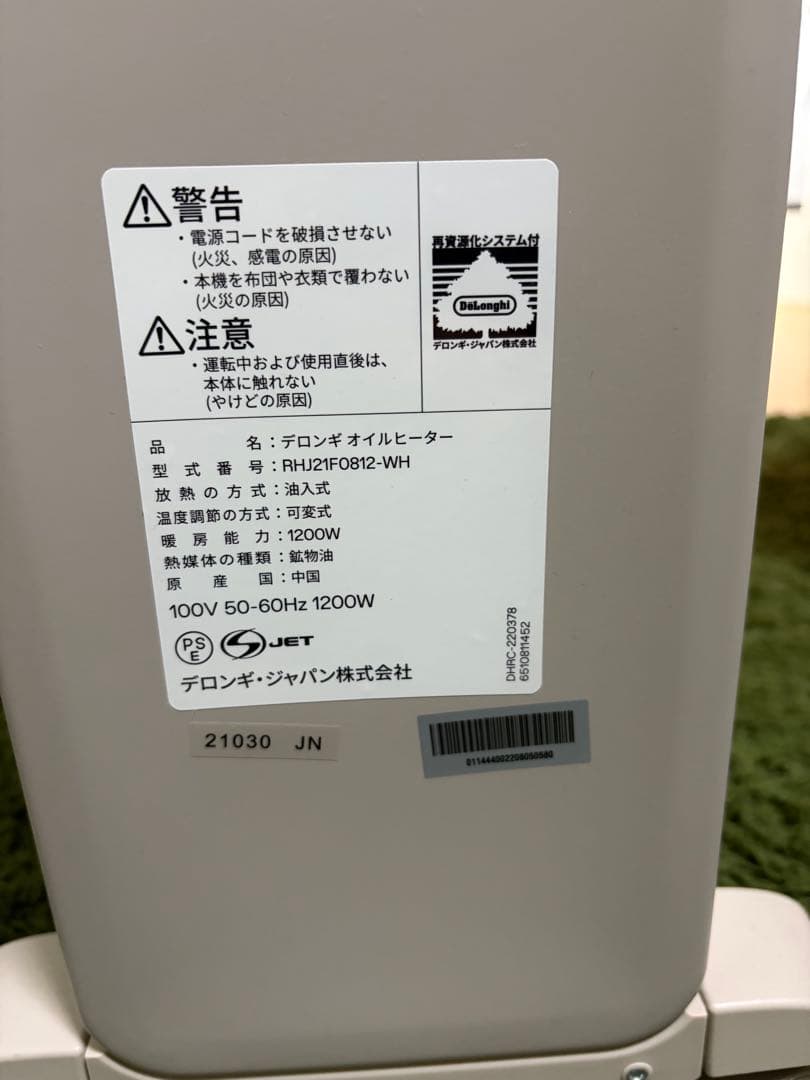 警告
・電源コードを破損させない
(火災、感電の原因)
・本機を布団や衣類で覆わない
(火災の原因)
注意
・運転中および使用直後は、
本体に触れない
(やけどの原因)
再資源化システム付
DeLonghi
デロンギ・ジャパン株式会社
品名：デロンギ オイルヒーター
型式番号：RHJ21F0812-WH
放熱の方式：油入式
温度調節の方式：可変式
暖房能力：1200W
熱媒体の種類：鉱物油
原産国：中国
100V 50-60Hz 1200W
PS
E
JET
デロンギ・ジャパン株式会社
DHRC-220378
6510811452
21030 JN
011444002206050580